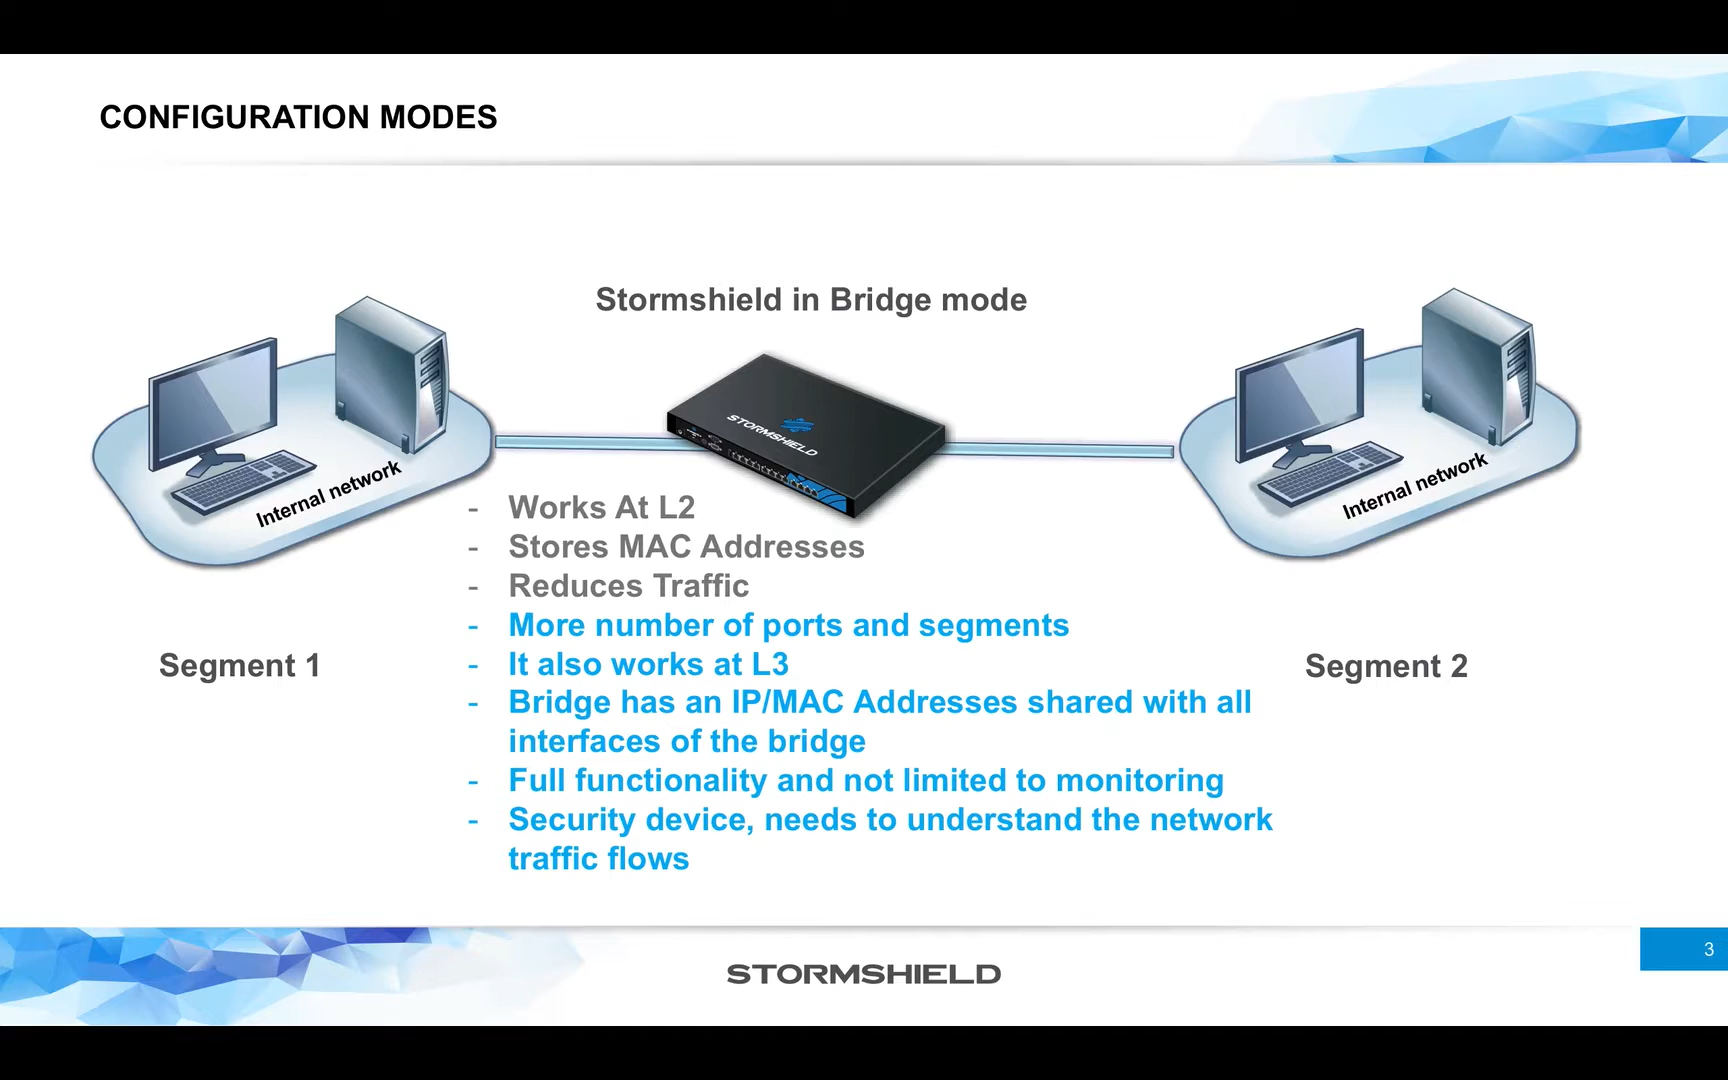 CONFIGURATION MODES
Stormshield in Bridge mode
STORMSHIELD
Internal network
Internal network
- Works At L2
- Stores MAC Addresses
- Reduces Traffic
- More number of ports and segments
- It also works at L3
- Bridge has an IP/MAC Addresses shared with all
interfaces of the bridge
- Full functionality and not limited to monitoring
- Security device, needs to understand the network
traffic flows
Segment 1
Segment 2
STORMSHIELD
3